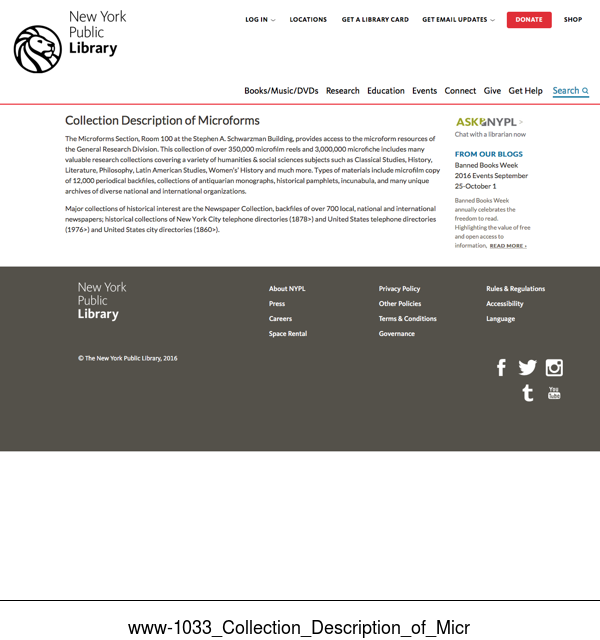 New York
Public
Library
LOG IN LOCATIONS GET A LIBRARY CARD GET EMAIL UPDATES DONATE SHOP
Books/Music/DVDs Research Education Events Connect Give Get Help Search
Collection Description of Microforms
The Microforms Section, Room 100 at the Stephen A. Schwarzman Building, provides access to the microform resources of
the General Research Division. This collection of over 350,000 microfilm reels and 3,000,000 microfiche includes many
valuable research collections covering a variety of humanities & social sciences subjects such as Classical Studies, History,
Literature, Philosophy, Latin American Studies, Women's History and much more. Types of materials include microfilm copy
of 12,000 periodical backfiles, collections of antiquarian monographs, historical pamphlets, incunabula, and many unique
archives of diverse national and international organizations.
Major collections of historical interest are the Newspaper Collection, backfiles of over 700 local, national and international
newspapers; historical collections of New York City telephone directories (1878>) and United States telephone directories
(1976>) and United States city directories (1860>).
ASK NYPL >
Chat with a librarian now
FROM OUR BLOGS
Banned Books Week
2016 Events September
25-October 1
Banned Books Week
annually celebrates the
freedom to read.
Highlighting the value of free
and open access to
information. READ MORE ›
New York
Public
Library
About NYPL
Press
Careers
Space Rental
Privacy Policy
Other Policies
Terms & Conditions
Governance
Rules & Regulations
Accessibility
Language
© The New York Public Library, 2016
You
Tube
www-1033_Collection_Description_of_Micr